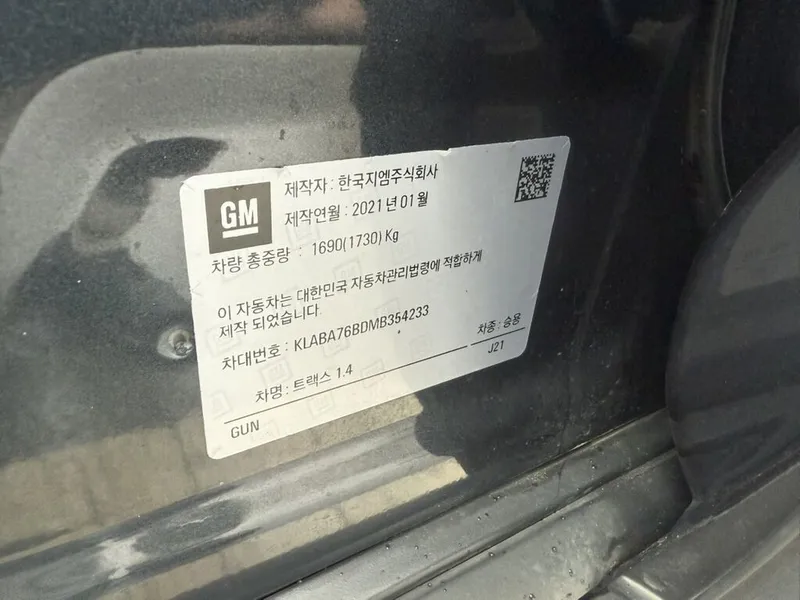 GM
제작자 : 한국지엠주식회사
제작연월 : 2021 년 01 월
차량 총중량 : 1690(1730) Kg
이 자동차는 대한민국 자동차관리법령에 적합하게
제작 되었습니다.
차대번호 : KLABA76BDMB354233
차종: 승용
차명 : 트랙스 1.4
J21
GUN